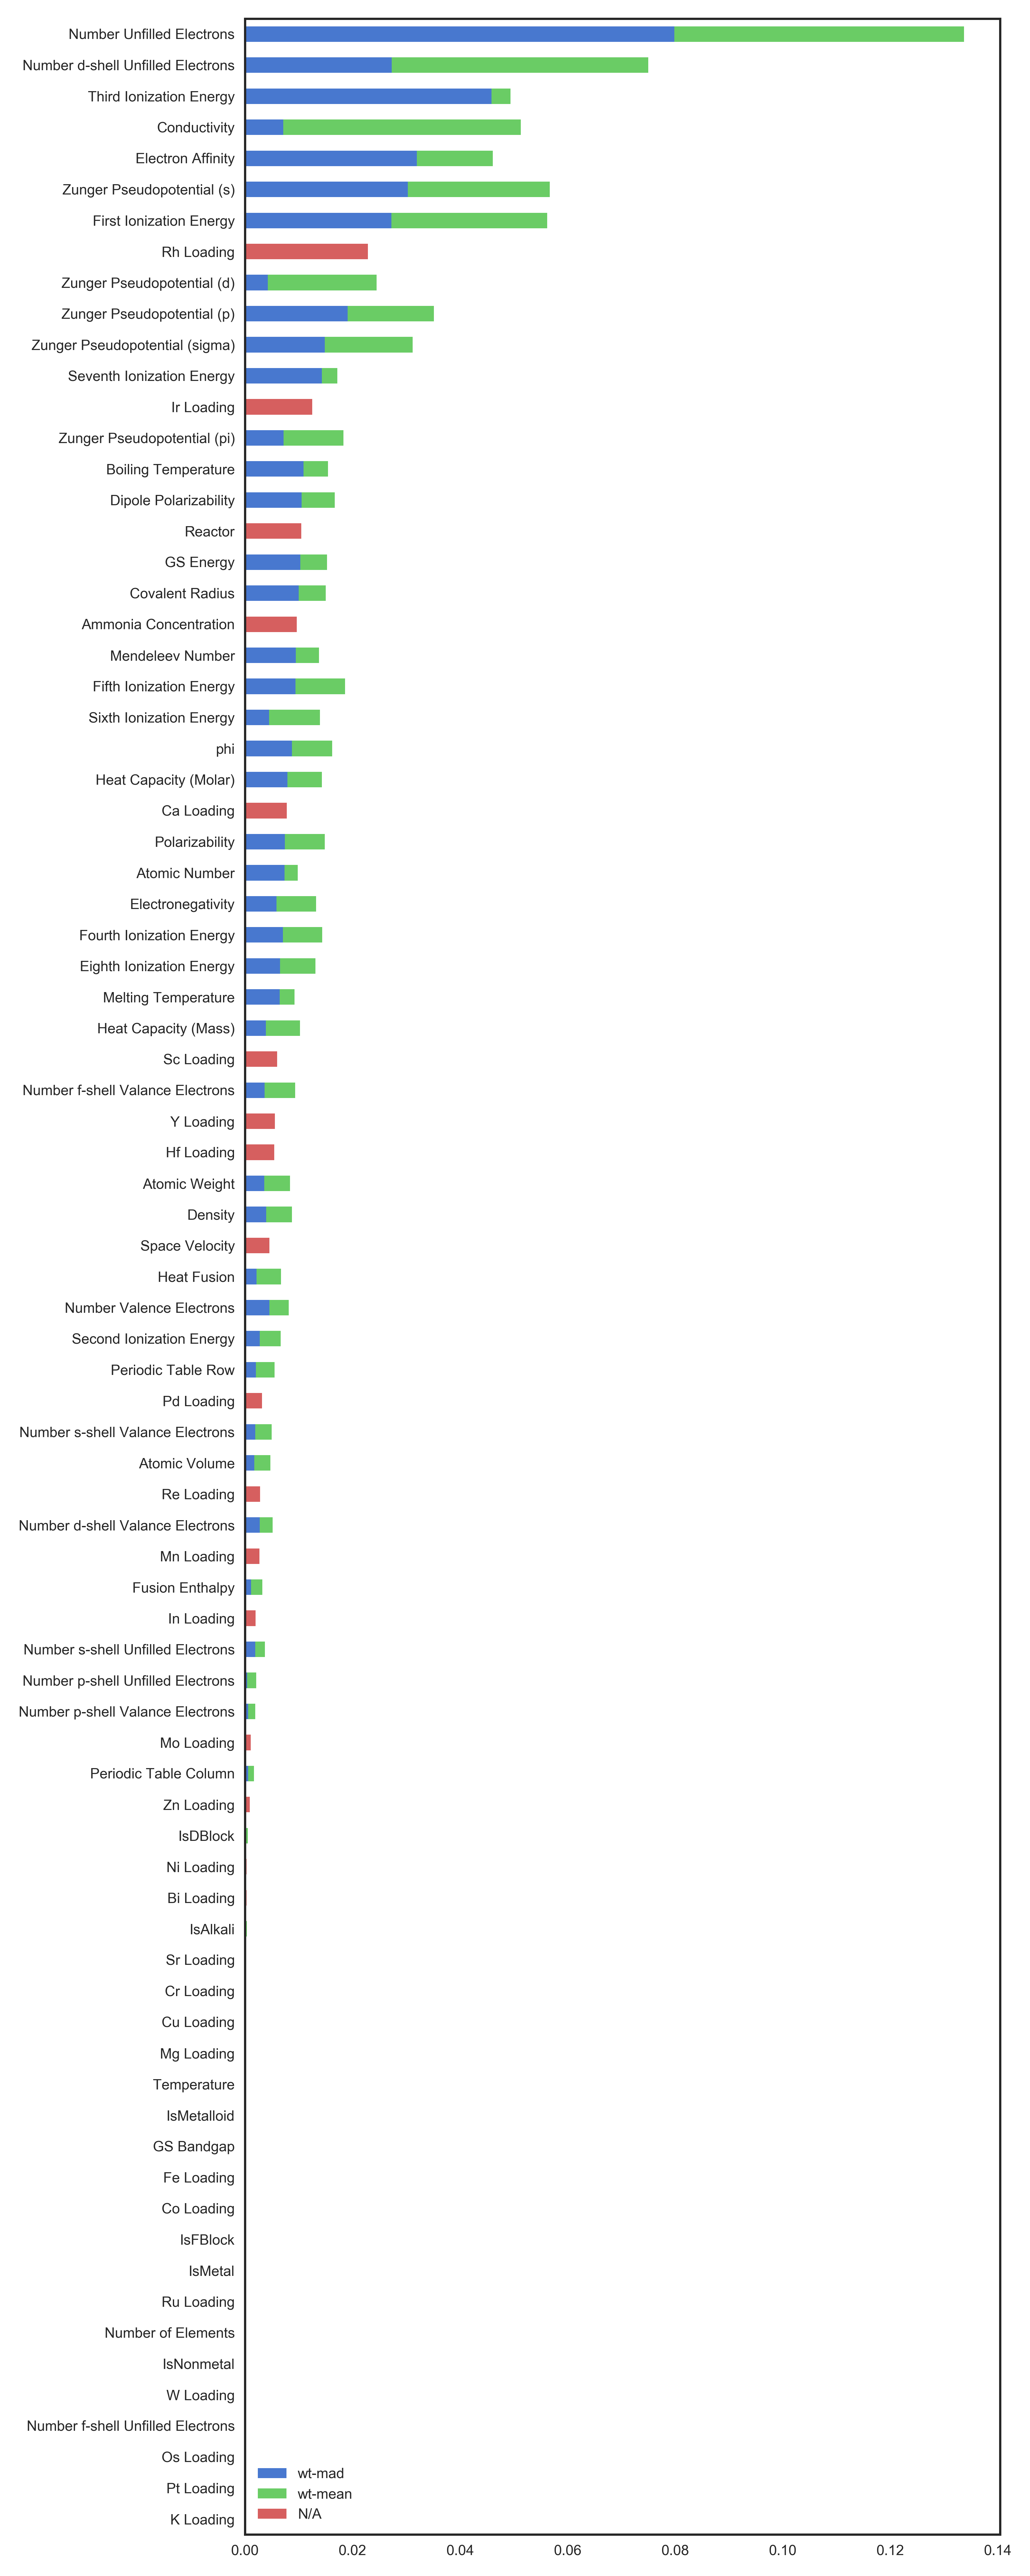 Number Unfilled Electrons
Number d-shell Unfilled Electrons
Third Ionization Energy
Conductivity
Electron Affinity
Zunger Pseudopotential (s)
First Ionization Energy
Rh Loading
Zunger Pseudopotential (d)
Zunger Pseudopotential (p)
Zunger Pseudopotential (sigma)
Seventh Ionization Energy
Ir Loading
Zunger Pseudopotential (pi)
Boiling Temperature
Dipole Polarizability
Reactor
GS Energy
Covalent Radius
Ammonia Concentration
Mendeleev Number
Fifth Ionization Energy
Sixth Ionization Energy
phi
Heat Capacity (Molar)
Ca Loading
Polarizability
Atomic Number
Electronegativity
Fourth Ionization Energy
Eighth Ionization Energy
Melting Temperature
Heat Capacity (Mass)
Sc Loading
Number f-shell Valance Electrons
Y Loading
Hf Loading
Atomic Weight
Density
Space Velocity
Heat Fusion
Number Valence Electrons
Second Ionization Energy
Periodic Table Row
Pd Loading
Number s-shell Valance Electrons
Atomic Volume
Re Loading
Number d-shell Valance Electrons
Mn Loading
Fusion Enthalpy
In Loading
Number s-shell Unfilled Electrons
Number p-shell Unfilled Electrons
Number p-shell Valance Electrons
Mo Loading
Periodic Table Column
Zn Loading
IsDBlock
Ni Loading
Bi Loading
IsAlkali
Sr Loading
Cr Loading
Cu Loading
Mg Loading
Temperature
IsMetalloid
GS Bandgap
Fe Loading
Co Loading
IsFBlock
IsMetal
Ru Loading
Number of Elements
IsNonmetal
W Loading
Number f-shell Unfilled Electrons
Os Loading
Pt Loading
K Loading
wt-mad
wt-mean
N/A
0.00 0.02 0.04 0.06 0.08 0.10 0.12 0.14